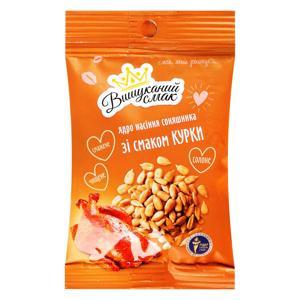 Вишуканий
смак
ядро насіння соняшника
зі смаком КУРКИ
смажене
солоне